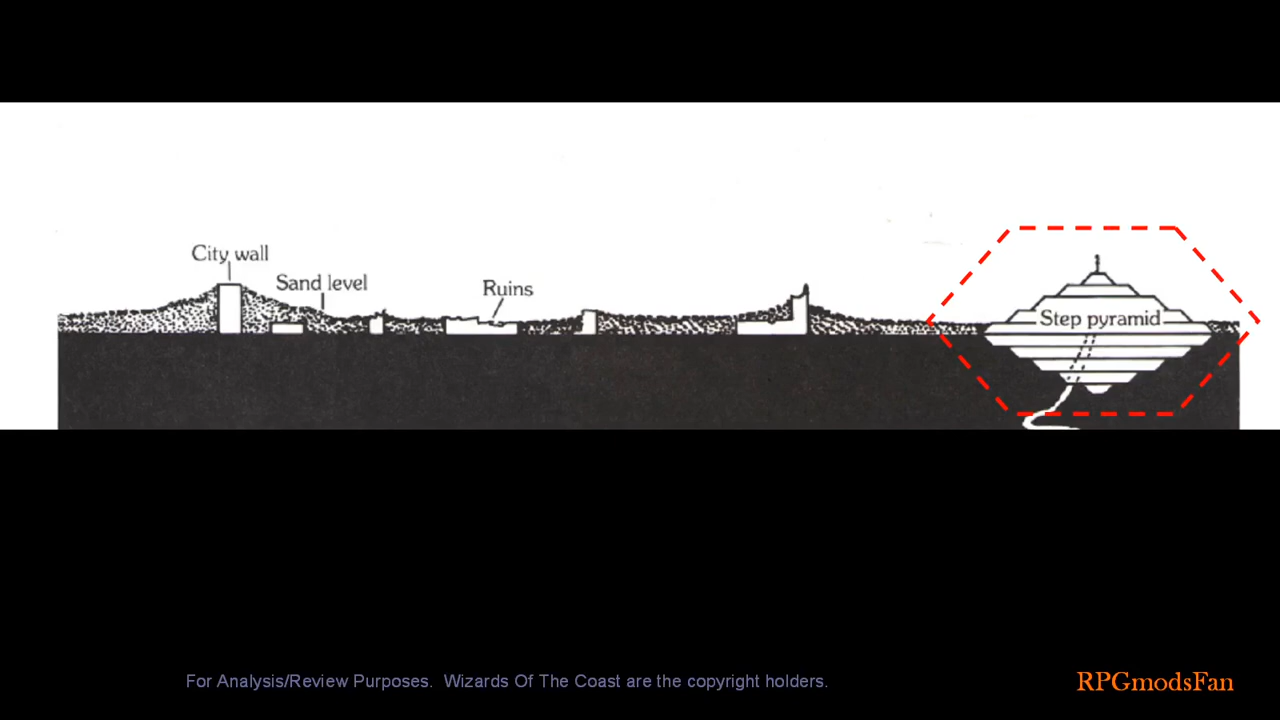 City wall
Sand level
Ruins
Step pyramid
For Analysis/Review Purposes.  Wizards Of The Coast are the copyright holders.
RPGmodsFan